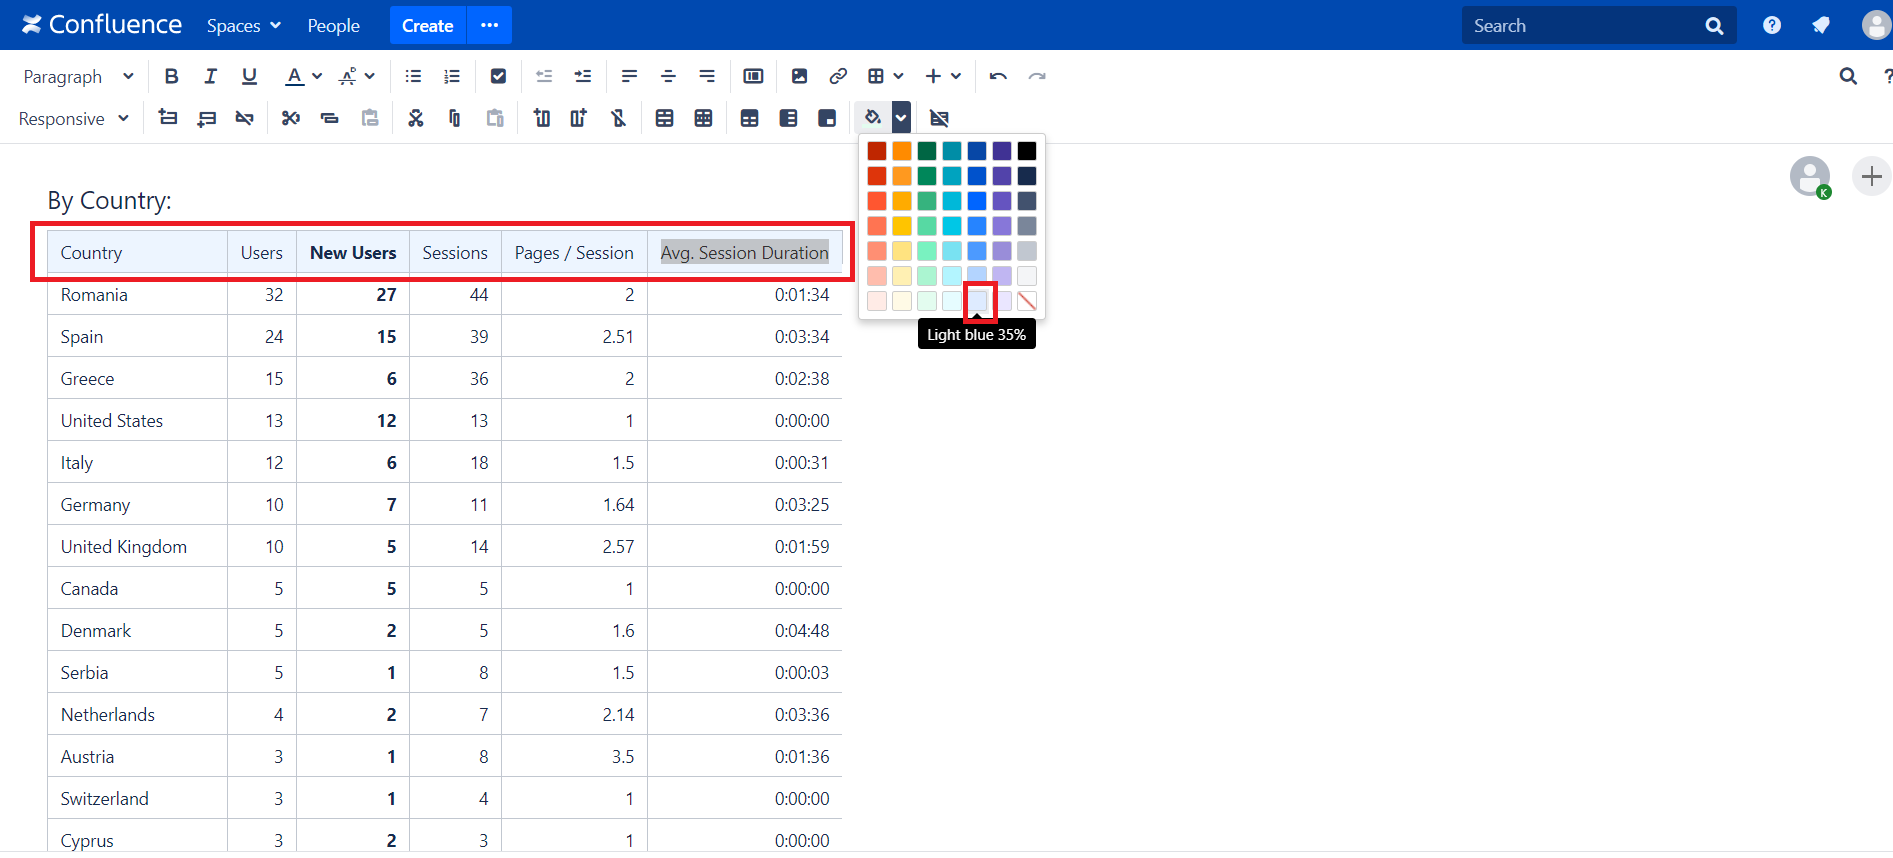 Confluence Spaces People Create ••• Search ?
Paragraph B I U A
Responsive
By Country:
Country Users New Users Sessions Pages / Session Avg. Session Duration
Romania 32 27 44 2 0:01:34
Spain 24 15 39 2.51 0:03:34
Greece 15 6 36 2 0:02:38
United States 13 12 13 1 0:00:00
Italy 12 6 18 1.5 0:00:31
Germany 10 7 11 1.64 0:03:25
United Kingdom 10 5 14 2.57 0:01:59
Canada 5 5 5 1 0:00:00
Denmark 5 2 5 1.6 0:04:48
Serbia 5 1 8 1.5 0:00:03
Netherlands 4 2 7 2.14 0:03:36
Austria 3 1 8 3.5 0:01:36
Switzerland 3 1 4 1 0:00:00
Cyprus 3 2 3 1 0:00:00
Light blue 35%
K